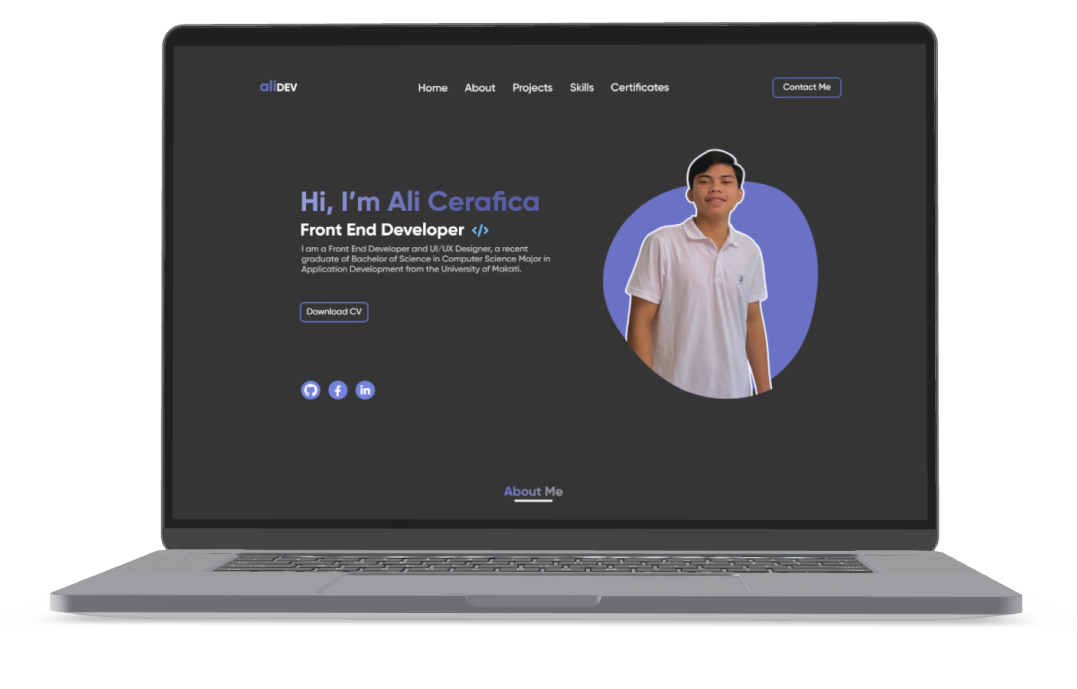 aliDEV
Home About Projects Skills Certificates
Contact Me
Hi, I'm Ali Cerafica
Front End Developer </>
I am a Front End Developer and UI/UX Designer, a recent
graduate of Bachelor of Science in Computer Science Major in
Application Development from the University of Makati.
Download CV
f
in
About Me